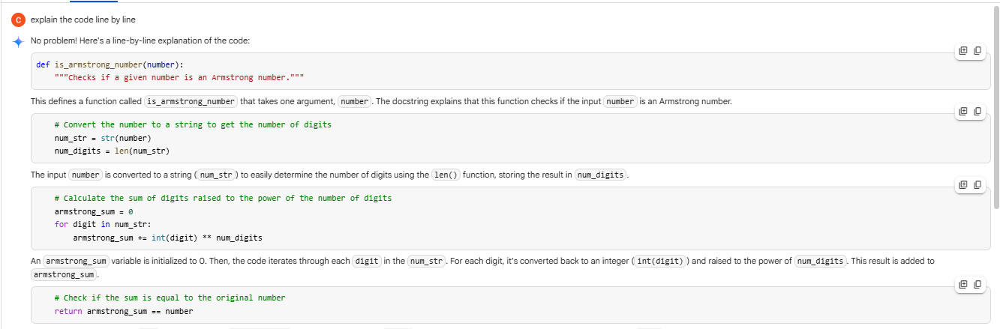 C explain the code line by line
No problem! Here's a line-by-line explanation of the code:
def is_armstrong_number(number):
    """Checks if a given number is an Armstrong number."""
This defines a function called is_armstrong_number that takes one argument, number. The docstring explains that this function checks if the input number is an Armstrong number.
    # Convert the number to a string to get the number of digits
    num_str = str(number)
    num_digits = len(num_str)
The input number is converted to a string ( num_str ) to easily determine the number of digits using the len() function, storing the result in num_digits.
    # Calculate the sum of digits raised to the power of the number of digits
    armstrong_sum = 0
    for digit in num_str:
        armstrong_sum += int(digit) ** num_digits
An armstrong_sum variable is initialized to 0. Then, the code iterates through each digit in the num_str. For each digit, it's converted back to an integer ( int(digit) ) and raised to the power of num_digits. This result is added to
armstrong_sum.
    # Check if the sum is equal to the original number
    return armstrong_sum == number